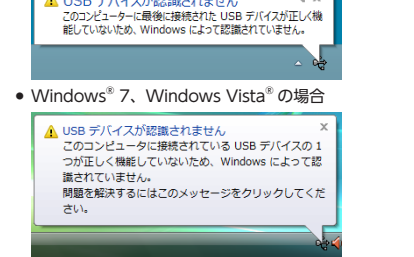 USB デバイスが認識されません
このコンピューターに最後に接続された USB デバイスが正しく機
能していないため、Windows によって認識されていません。
• Windows® 7、Windows Vista® の場合
USB デバイスが認識されません
このコンピュータに接続されている USB デバイスの 1
つが正しく機能していないため、Windows によって認
識されていません。
問題を解決するにはこのメッセージをクリックしてくだ
さい。